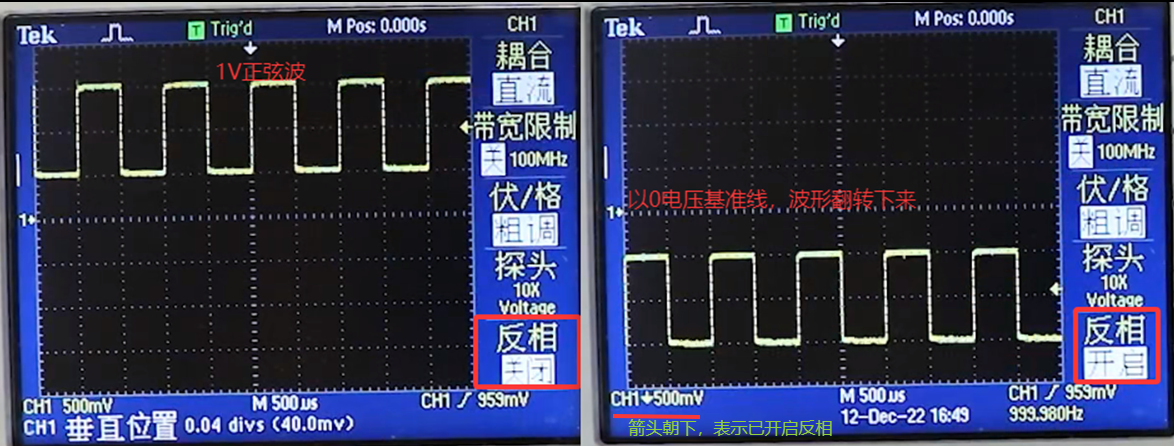 Tek
T Trig'd
M Pos: 0.000s
CH1
耦合
直流
1V正弦波
带宽限制
关 100MHz
伏/格
粗调
1
探头
10X
Voltage
反相
关闭
CH1 500mV
M 500us
CH1 959mV
CH1 垂直位置 0.04 divs (40.0mv)
Tek
T Trig'd
M Pos: 0.000s
CH1
耦合
直流
带宽限制
关 100MHz
伏/格
粗调
以0电压基准线，波形翻转下来
1
探头
10X
Voltage
反相
开启
CH1 500mV
M 500us
CH1 959mV
12-Dec-22 16:49
999.980Hz
箭头朝下，表示已开启反相